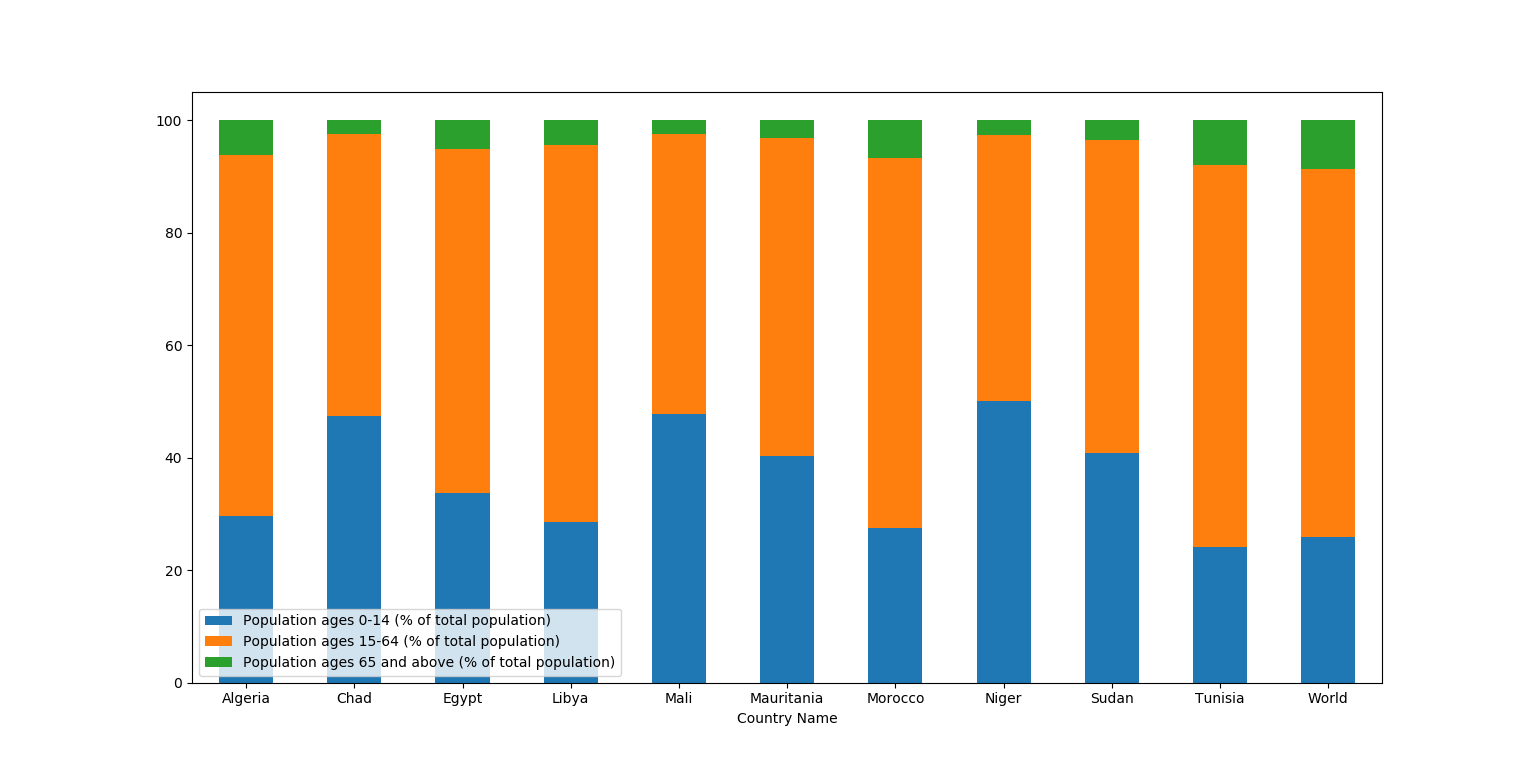 100
80
60
40
20
0
Population ages 0-14 (% of total population)
Population ages 15-64 (% of total population)
Population ages 65 and above (% of total population)
Algeria Chad Egypt Libya Mali Mauritania Morocco Niger Sudan Tunisia World
Country Name